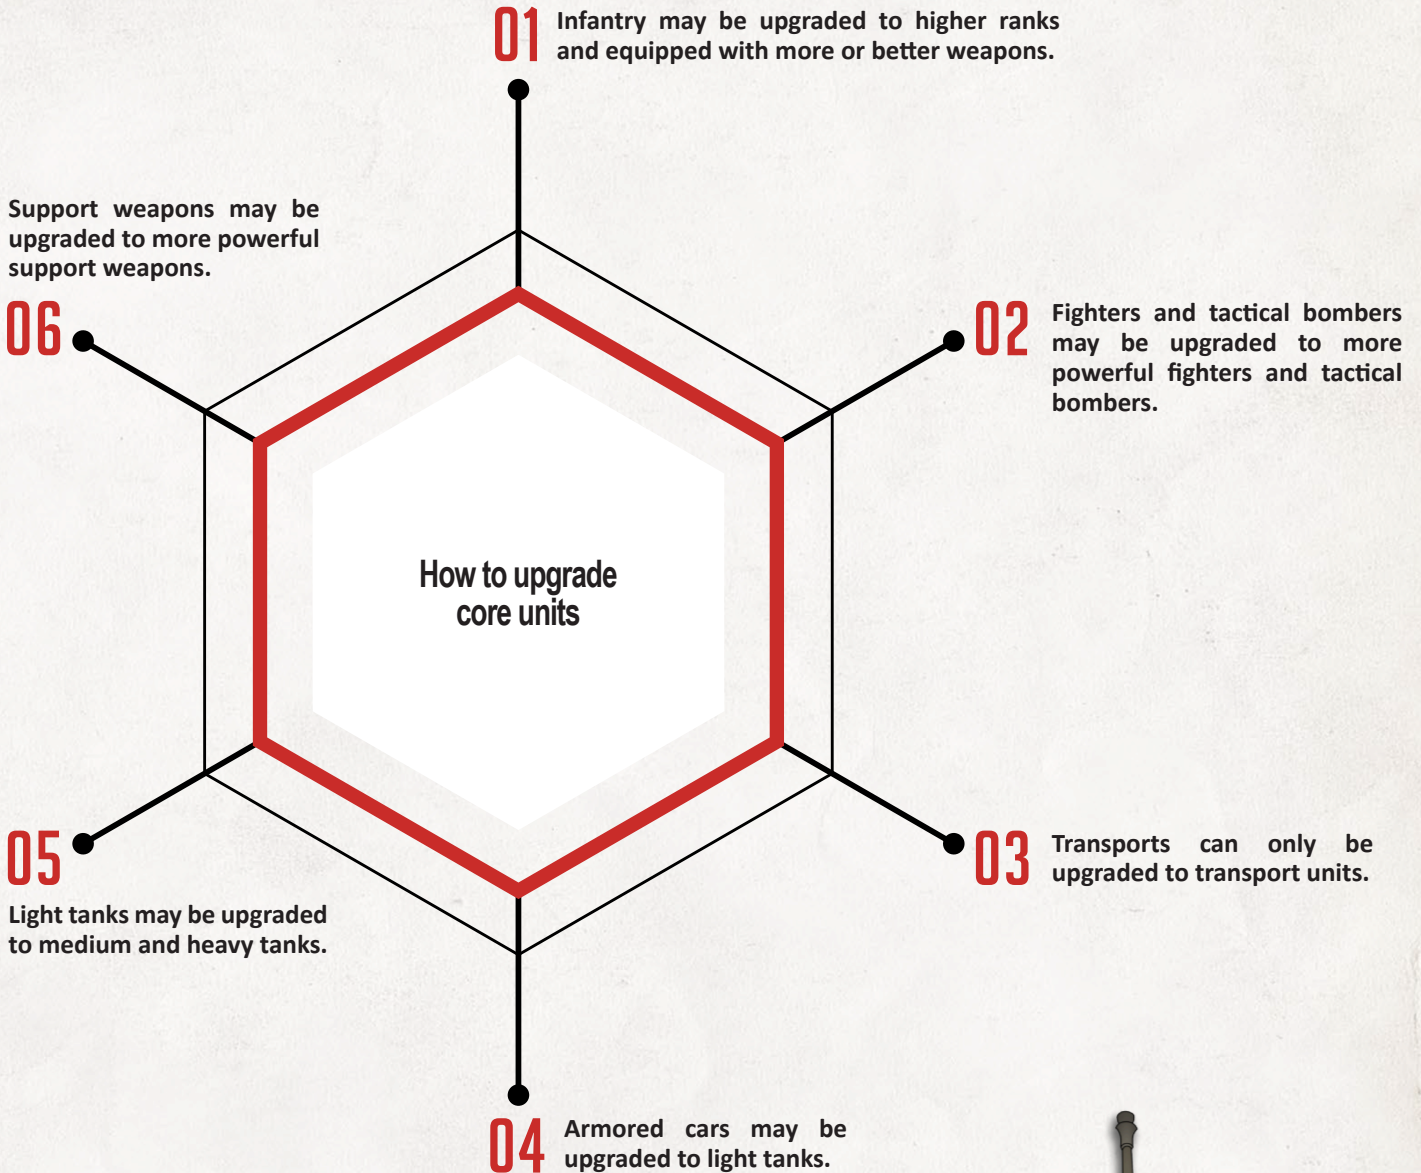 01
Infantry may be upgraded to higher ranks
and equipped with more or better weapons.
02
Fighters and tactical bombers
may be upgraded to more
powerful fighters and tactical
bombers.
03
Transports can only be
upgraded to transport units.
04
Armored cars may be
upgraded to light tanks.
05
Light tanks may be upgraded
to medium and heavy tanks.
06
Support weapons may be
upgraded to more powerful
support weapons.
How to upgrade
core units